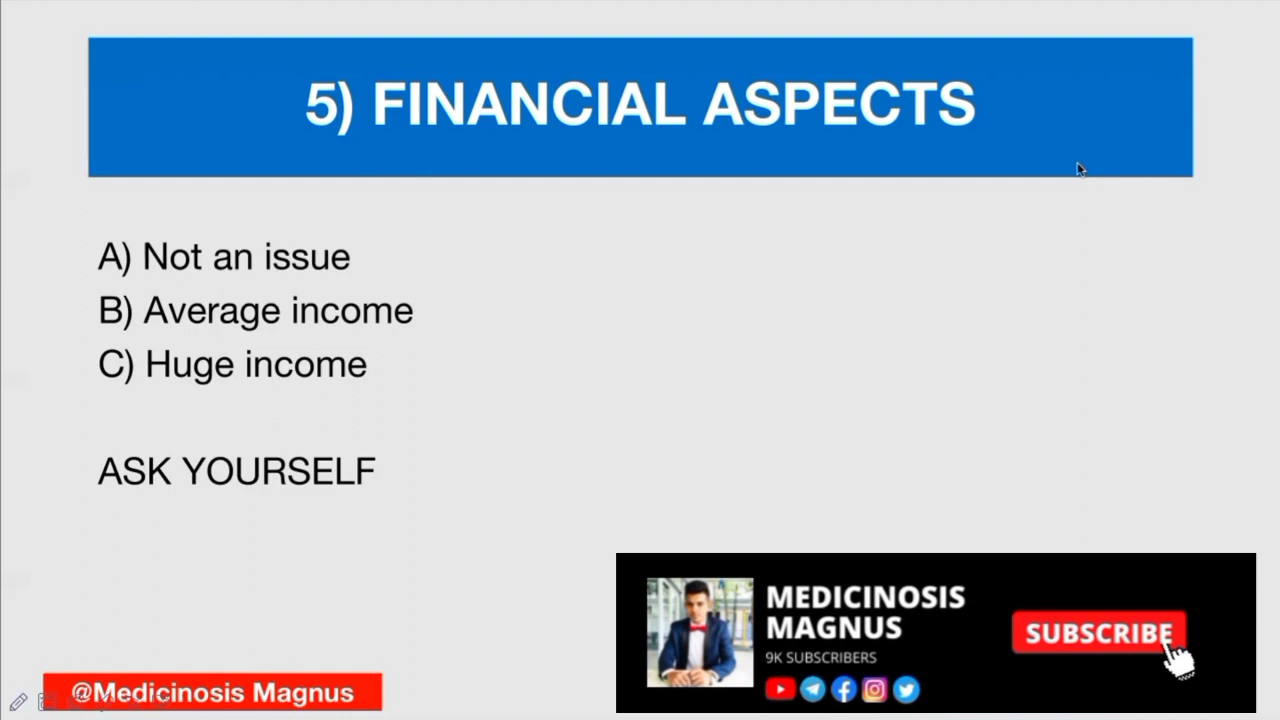 5) FINANCIAL ASPECTS
A) Not an issue
B) Average income
C) Huge income
ASK YOURSELF
MEDICINOSIS
MAGNUS
9K SUBSCRIBERS
SUBSCRIBE
@Medicinosis Magnus